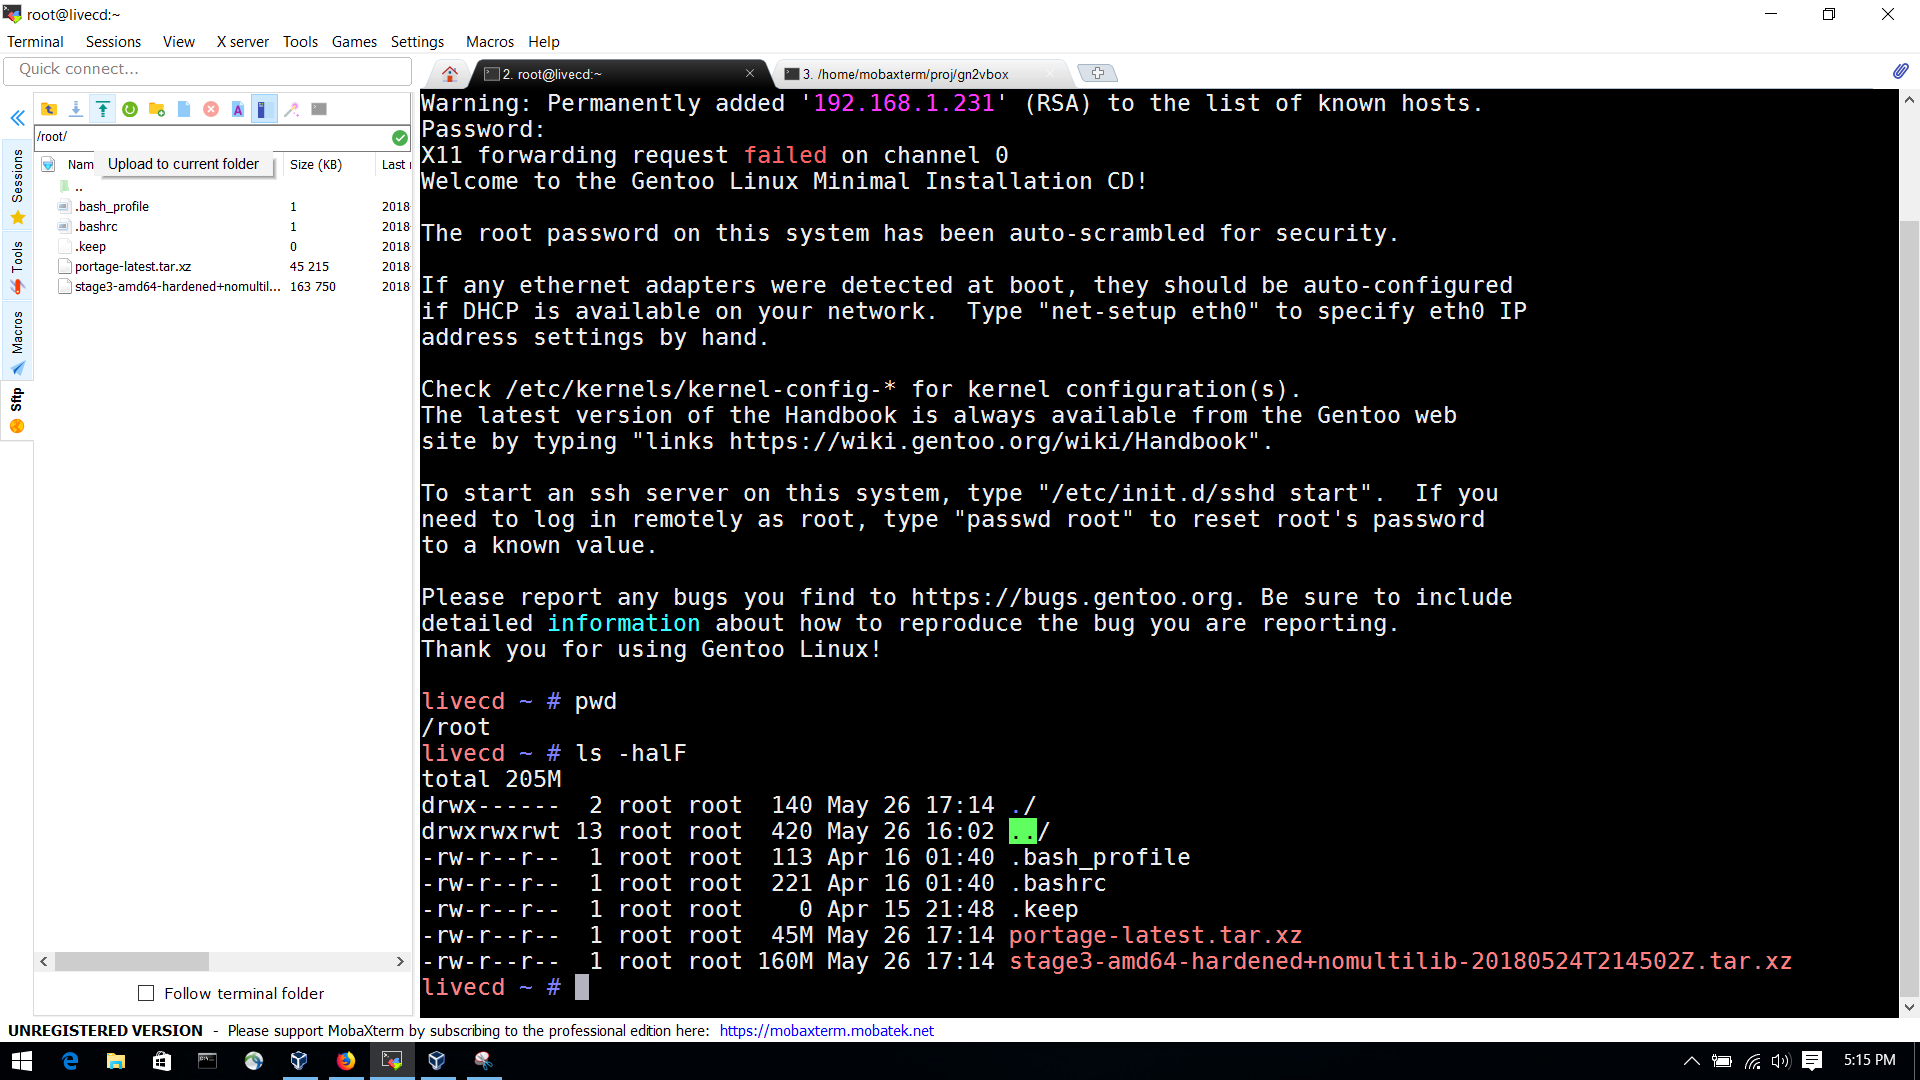 root@livecd:~
Terminal Sessions View X server Tools Games Settings Macros Help
Quick connect...
2. root@livecd:~
3. /home/mobaxterm/proj/gn2vbox
/root/
Nam
Upload to current folder
Size (KB)
Last
..
.bash_profile 1 2018-
.bashrc 1 2018-
.keep 0 2018-
portage-latest.tar.xz 45 215 2018-
stage3-amd64-hardened+nomultil... 163 750 2018-
Sessions
Tools
Macros
Sftp
Follow terminal folder
Warning: Permanently added '192.168.1.231' (RSA) to the list of known hosts.
Password:
X11 forwarding request failed on channel 0
Welcome to the Gentoo Linux Minimal Installation CD!
The root password on this system has been auto-scrambled for security.
If any ethernet adapters were detected at boot, they should be auto-configured
if DHCP is available on your network.  Type "net-setup eth0" to specify eth0 IP
address settings by hand.
Check /etc/kernels/kernel-config-* for kernel configuration(s).
The latest version of the Handbook is always available from the Gentoo web
site by typing "links https://wiki.gentoo.org/wiki/Handbook".
To start an ssh server on this system, type "/etc/init.d/sshd start".  If you
need to log in remotely as root, type "passwd root" to reset root's password
to a known value.
Please report any bugs you find to https://bugs.gentoo.org. Be sure to include
detailed information about how to reproduce the bug you are reporting.
Thank you for using Gentoo Linux!
livecd ~ # pwd
/root
livecd ~ # ls -halF
total 205M
drwx------  2 root root  140 May 26 17:14 ./
drwxrwxrwt 13 root root  420 May 26 16:02 ../
-rw-r--r--  1 root root  113 Apr 16 01:40 .bash_profile
-rw-r--r--  1 root root  221 Apr 16 01:40 .bashrc
-rw-r--r--  1 root root    0 Apr 15 21:48 .keep
-rw-r--r--  1 root root  45M May 26 17:14 portage-latest.tar.xz
-rw-r--r--  1 root root 160M May 26 17:14 stage3-amd64-hardened+nomultilib-20180524T214502Z.tar.xz
livecd ~ #
UNREGISTERED VERSION - Please support MobaXterm by subscribing to the professional edition here: https://mobaxterm.mobatek.net
5:15 PM